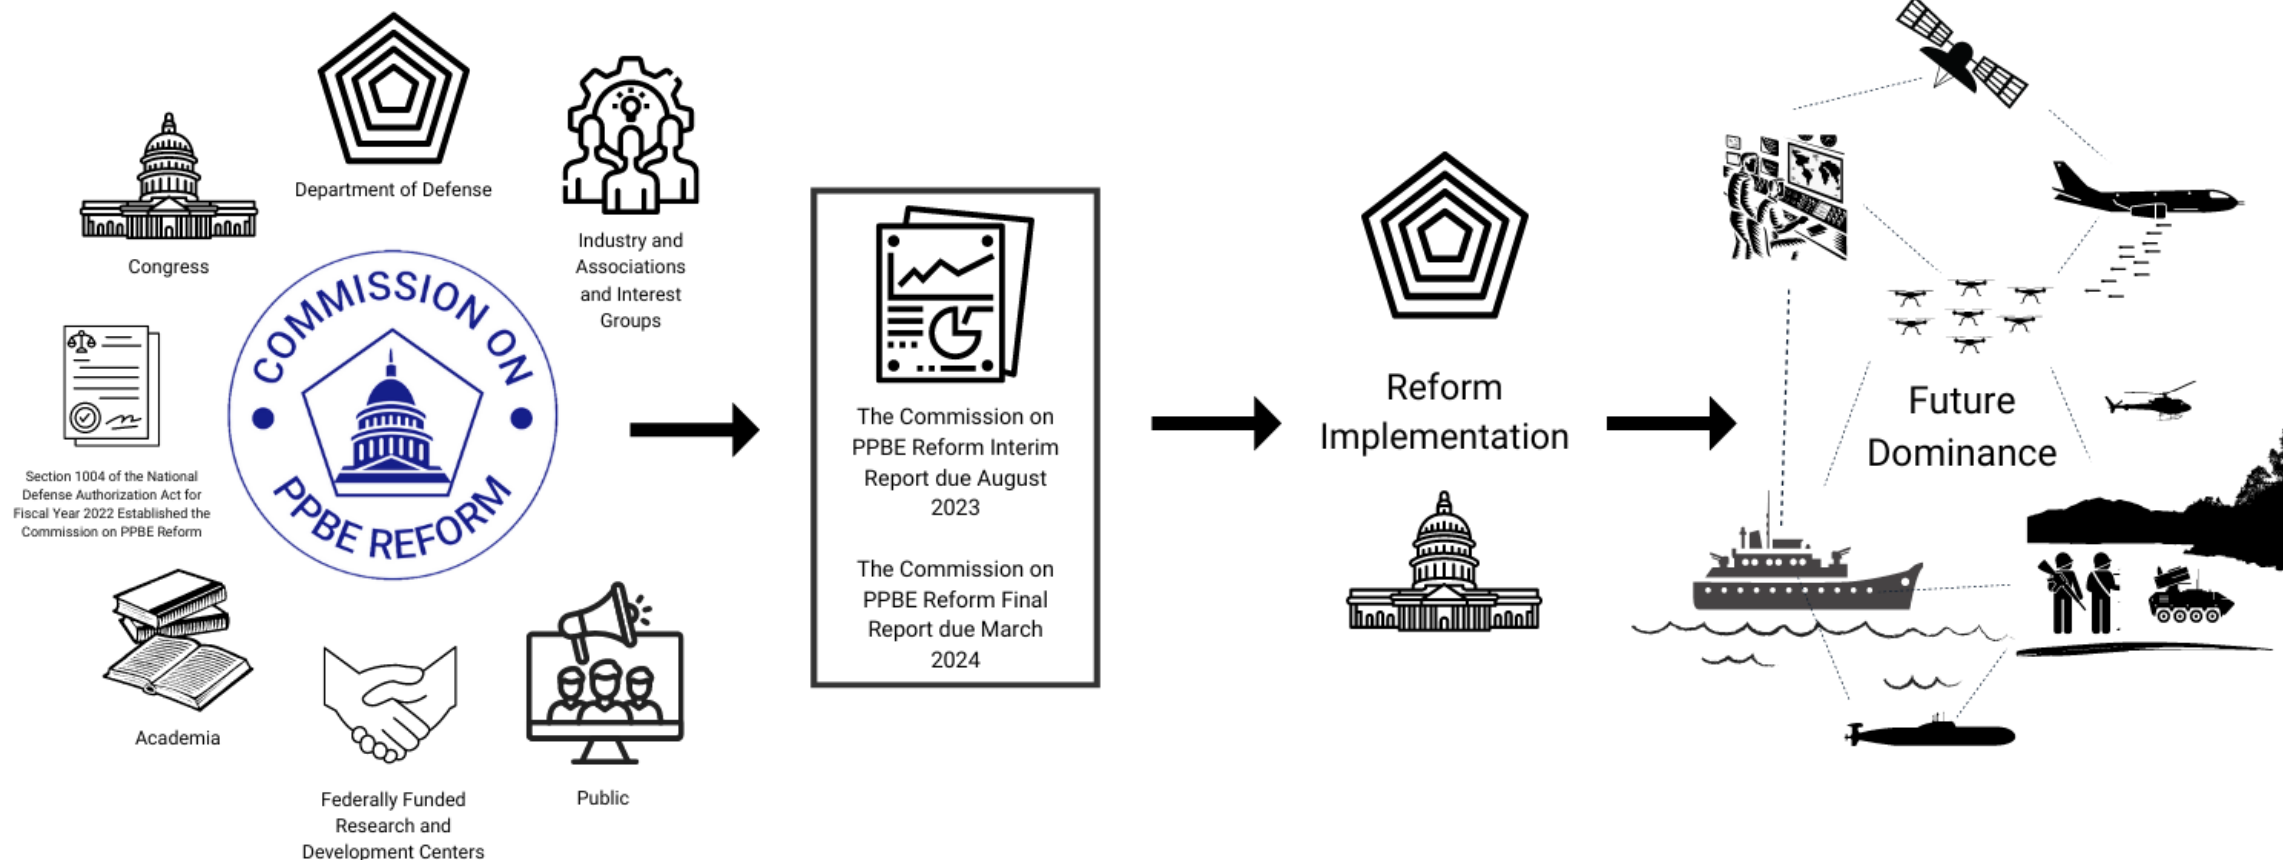 Department of Defense
Congress
Industry and
Associations
and Interest
Groups
COMMISSION ON
PPBE REFORM
Section 1004 of the National
Defense Authorization Act for
Fiscal Year 2022 Established the
Commission on PPBE Reform
Academia
Federally Funded
Research and
Development Centers
Public
The Commission on
PPBE Reform Interim
Report due August
2023
The Commission on
PPBE Reform Final
Report due March
2024
Reform
Implementation
Future
Dominance